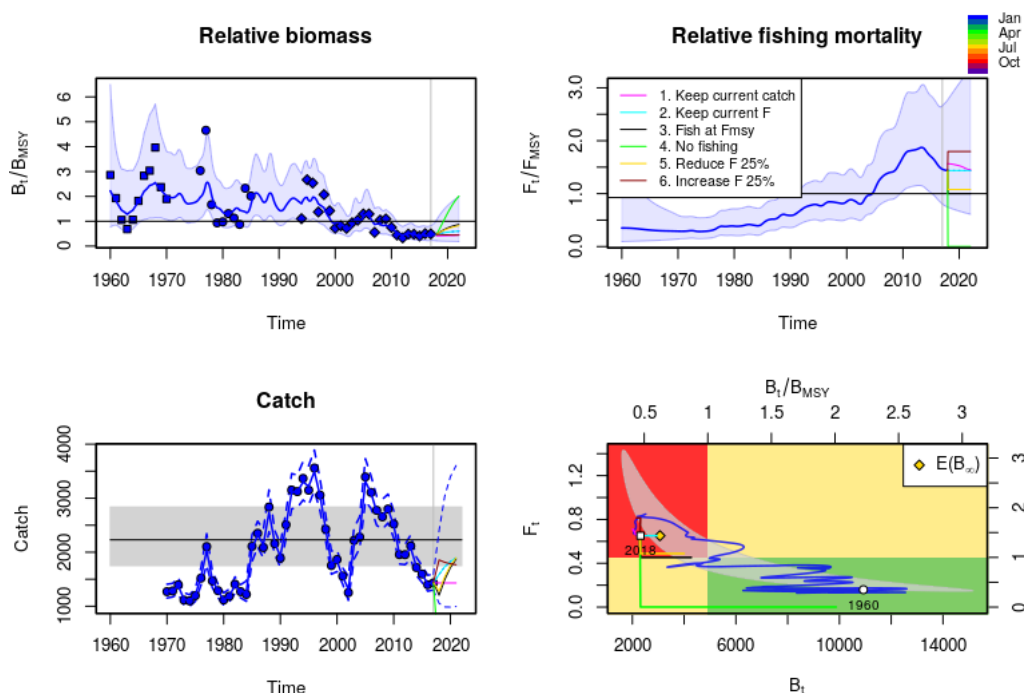 Relative biomass
Bt/BMSY
6
5
4
3
2
1
0
1960 1970 1980 1990 2000 2010 2020
Time
Relative fishing mortality
Jan
Apr
Jul
Oct
Ft/FMSY
3.0
2.0
1.0
0.0
1. Keep current catch
2. Keep current F
3. Fish at Fmsy
4. No fishing
5. Reduce F 25%
6. Increase F 25%
1960 1970 1980 1990 2000 2010 2020
Time
Catch
Catch
4000
3000
2000
1000
1960 1970 1980 1990 2000 2010 2020
Time
Bt/BMSY
0.5 1 1.5 2 2.5 3
Ft
1.2
0.8
0.4
0.0
E(B∞)
2018
1960
3
2
1
0
2000 6000 10000 14000
Bt